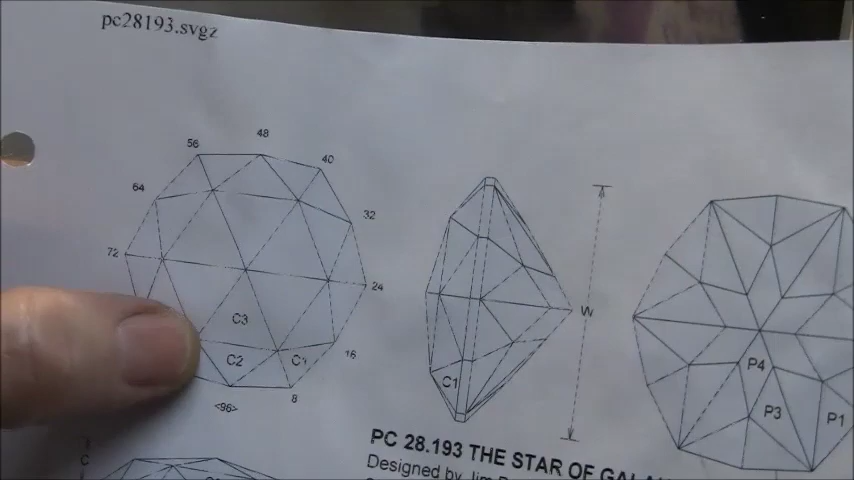 pc28193.svgz
48
56
40
64
32
72
24
C3
16
C2
C1
<96>
8
W
C1
P4
P3
P1
PC 28.193 THE STAR OF
Designed by Jim
C